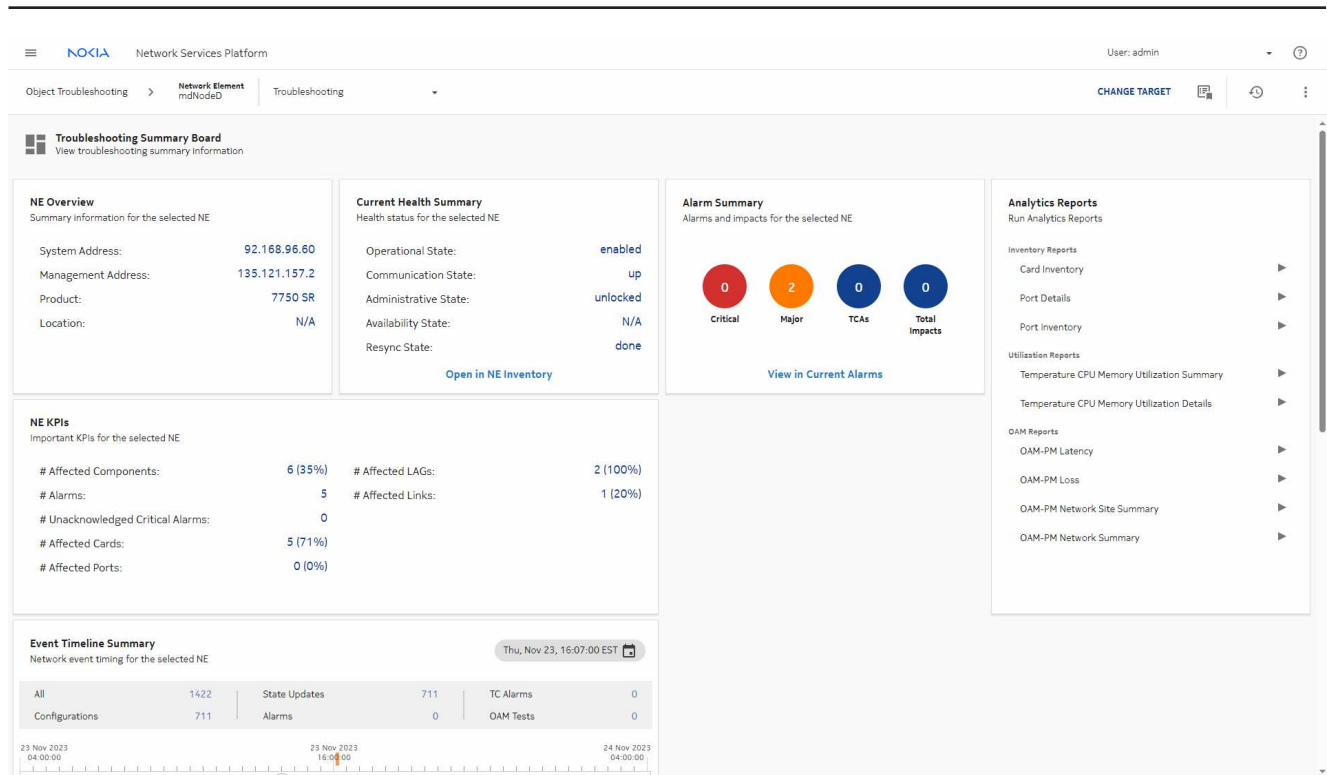 NOKIA Network Services Platform User: admin
Object Troubleshooting > Network Element mdNodeD Troubleshooting CHANGE TARGET
Troubleshooting Summary Board
View troubleshooting summary information
NE Overview
Summary information for the selected NE
System Address: 92.168.96.60
Management Address: 135.121.157.2
Product: 7750 SR
Location: N/A
Current Health Summary
Health status for the selected NE
Operational State: enabled
Communication State: up
Administrative State: unlocked
Availability State: N/A
Resync State: done
Open in NE Inventory
Alarm Summary
Alarms and impacts for the selected NE
0 2 0 0
Critical Major TCAs Total Impacts
View in Current Alarms
Analytics Reports
Run Analytics Reports
Inventory Reports
Card Inventory
Port Details
Port Inventory
Utilization Reports
Temperature CPU Memory Utilization Summary
Temperature CPU Memory Utilization Details
OAM Reports
OAM-PM Latency
OAM-PM Loss
OAM-PM Network Site Summary
OAM-PM Network Summary
NE KPIs
Important KPIs for the selected NE
# Affected Components: 6 (35%)
# Alarms: 5
# Unacknowledged Critical Alarms: 0
# Affected Cards: 5 (71%)
# Affected Ports: 0 (0%)
# Affected LAGs: 2 (100%)
# Affected Links: 1 (20%)
Event Timeline Summary
Network event timing for the selected NE
Thu, Nov 23, 16:07:00 EST
All 1422 State Updates 711 TC Alarms 0
Configurations 711 Alarms 0 OAM Tests 0
23 Nov 2023 23 Nov 2023 24 Nov 2023
04:00:00 16:00:00 04:00:00